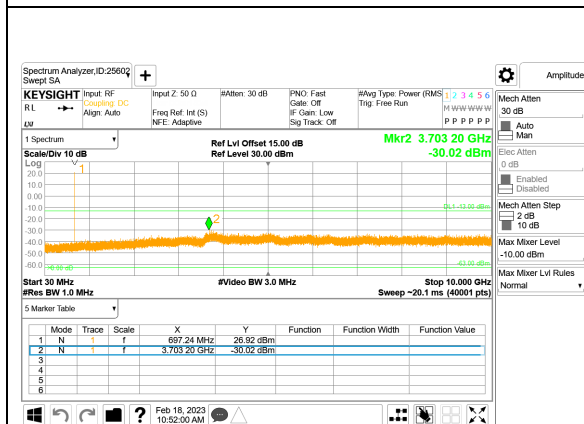 Spectrum Analyzer,ID:25602
Swept SA
+
Amplitude
KEYSIGHT
RL
Input: RF
Coupling: DC
Align: Auto
Input Z: 50 Ω
Freq Ref: Int (S)
NFE: Adaptive
#Atten: 30 dB
PNO: Fast
Gate: Off
IF Gain: Low
Sig Track: Off
#Avg Type: Power (RMS
Trig: Free Run
1 2 3 4 5 6
M W W W W W
P P P P P P
1 Spectrum
Scale/Div 10 dB
Ref Lvl Offset 15.00 dB
Ref Level 30.00 dBm
Mkr2 3.703 20 GHz
-30.02 dBm
Log
20.0
10.0
0.00
-10.0
-20.0
-30.0
-40.0
-50.0
-60.0
1
2
DL1 -13.00 dBm
Start 30 MHz
#Res BW 1.0 MHz
#Video BW 3.0 MHz
Stop 10.000 GHz
Sweep ~20.1 ms (40001 pts)
5 Marker Table
Mode Trace Scale X Y Function Function Width Function Value
1 N 1 f 697.24 MHz 26.92 dBm
2 N 1 f 3.703 20 GHz -30.02 dBm
3
4
5
6
Feb 18, 2023
10:52:00 AM
?
Mech Atten
30 dB
Auto
Man
Elec Atten
0 dB
Enabled
Disabled
Mech Atten Step
2 dB
10 dB
Max Mixer Level
-10.00 dBm
Max Mixer Lvl Rules
Normal